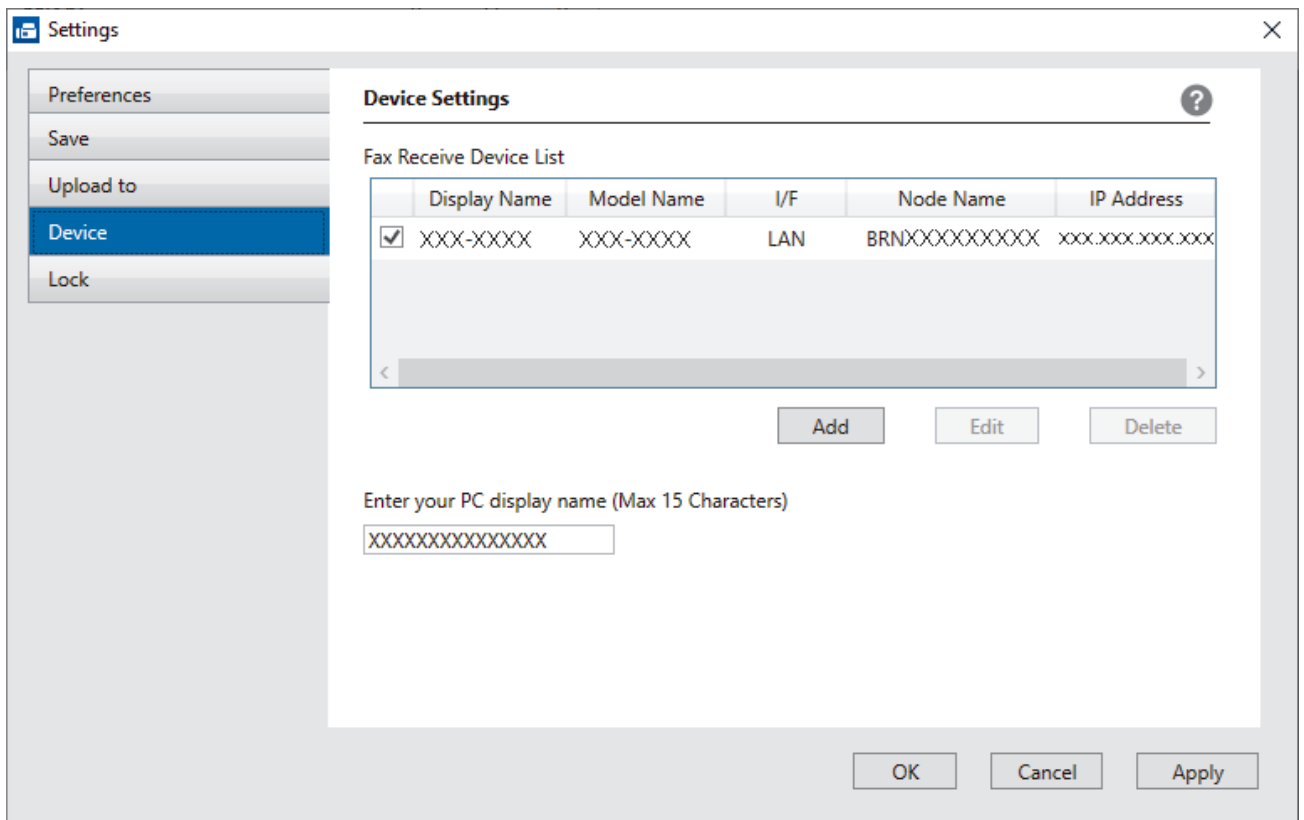 Settings
Preferences
Save
Upload to
Device
Lock
Device Settings
?
Fax Receive Device List
Display Name Model Name I/F Node Name IP Address
XXX-XXXX XXX-XXXX LAN BRNXXXXXXXXX XXX.XXX.XXX.XXX
Add Edit Delete
Enter your PC display name (Max 15 Characters)
XXXXXXXXXXXXXXX
OK Cancel Apply